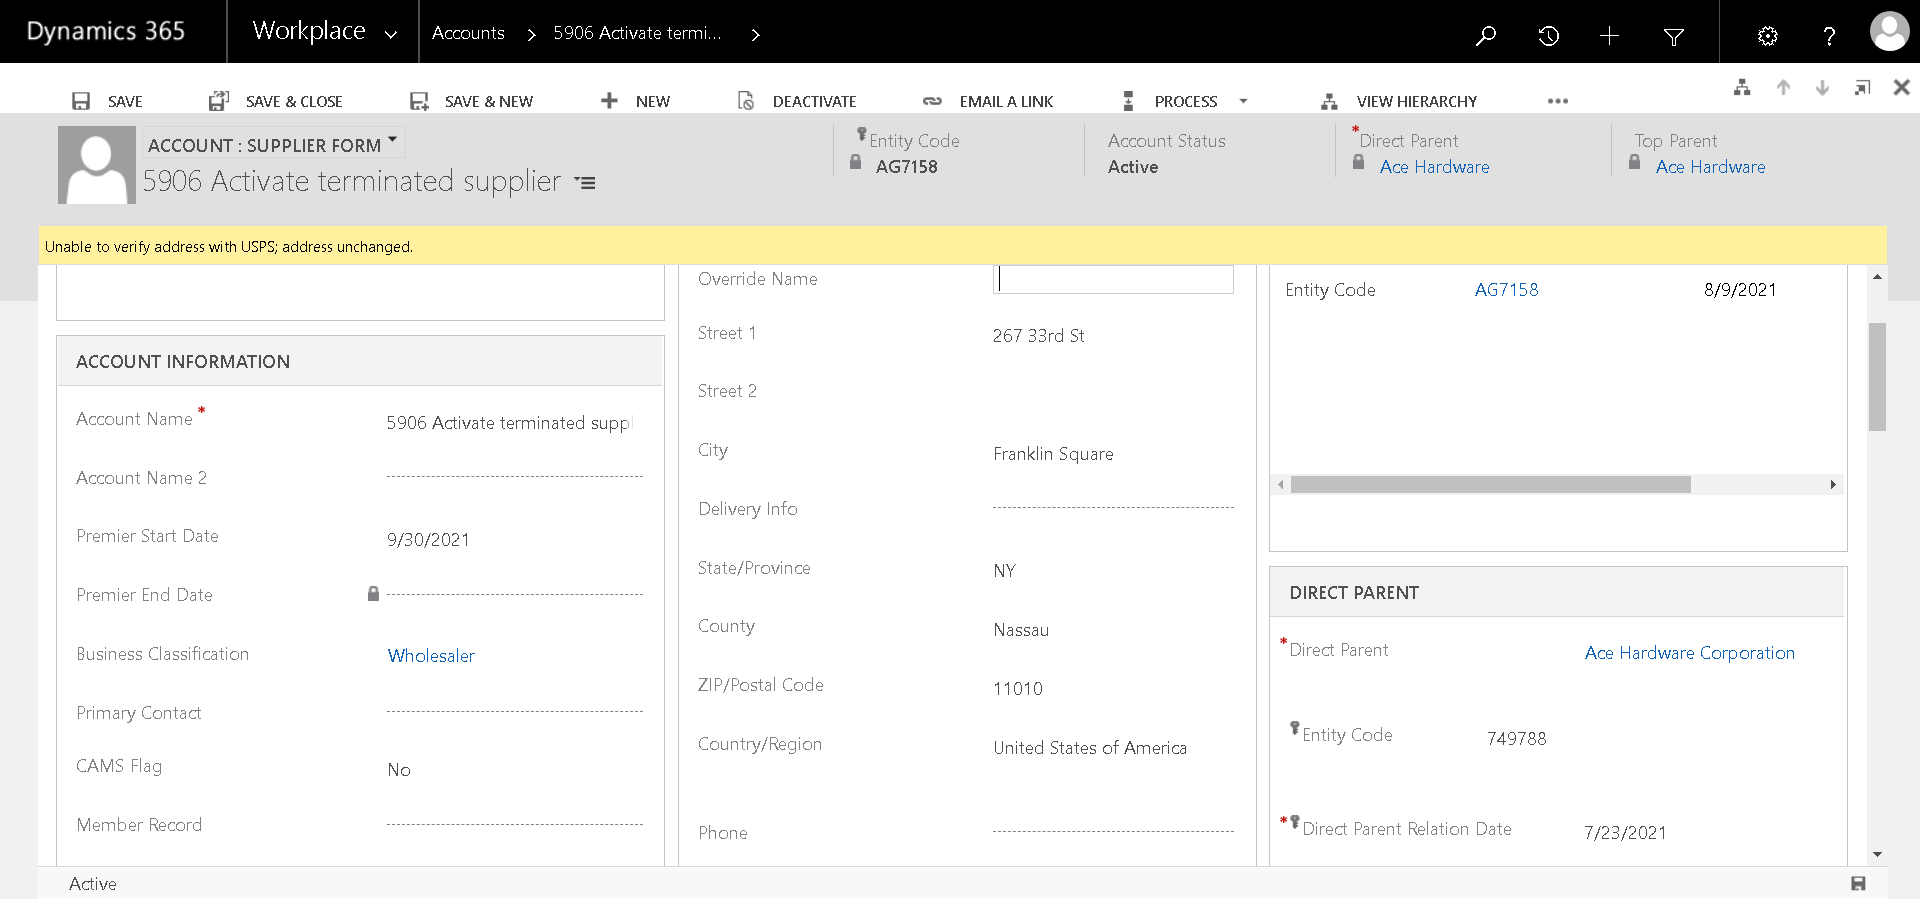 Dynamics 365
Workplace
Accounts
5906 Activate termi...
SAVE
SAVE & CLOSE
SAVE & NEW
NEW
DEACTIVATE
EMAIL A LINK
PROCESS
VIEW HIERARCHY
ACCOUNT : SUPPLIER FORM
5906 Activate terminated supplier
Entity Code
AG7158
Account Status
Active
*Direct Parent
Ace Hardware
Top Parent
Ace Hardware
Unable to verify address with USPS; address unchanged.
ACCOUNT INFORMATION
Account Name *
5906 Activate terminated suppl
Account Name 2
Premier Start Date
9/30/2021
Premier End Date
Business Classification
Wholesaler
Primary Contact
CAMS Flag
No
Member Record
Override Name
Street 1
267 33rd St
Street 2
City
Franklin Square
Delivery Info
State/Province
NY
County
Nassau
ZIP/Postal Code
11010
Country/Region
United States of America
Phone
Entity Code
AG7158
8/9/2021
DIRECT PARENT
*Direct Parent
Ace Hardware Corporation
Entity Code
749788
*Direct Parent Relation Date
7/23/2021
Active